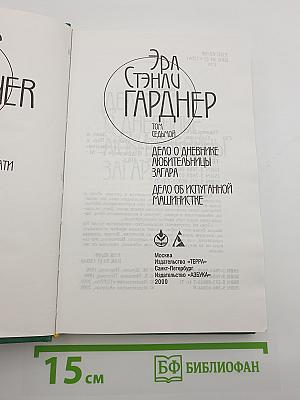 ЭРЛ
СТЭНЛИ
ГАРДНЕР
ТОМ
СЕДЬМОЙ
ДЕЛО О ДНЕВНИКЕ
ЛЮБИТЕЛЬНИЦЫ
ЗАГАРА
ДЕЛО ОБ ИСПУГАННОЙ
МАШИНИСТКЕ
Москва
Издательство «ТЕРРА»
Санкт-Петербург
Издательство «АЗБУКА»
2000
15 см
БФ БИБЛИОФАН